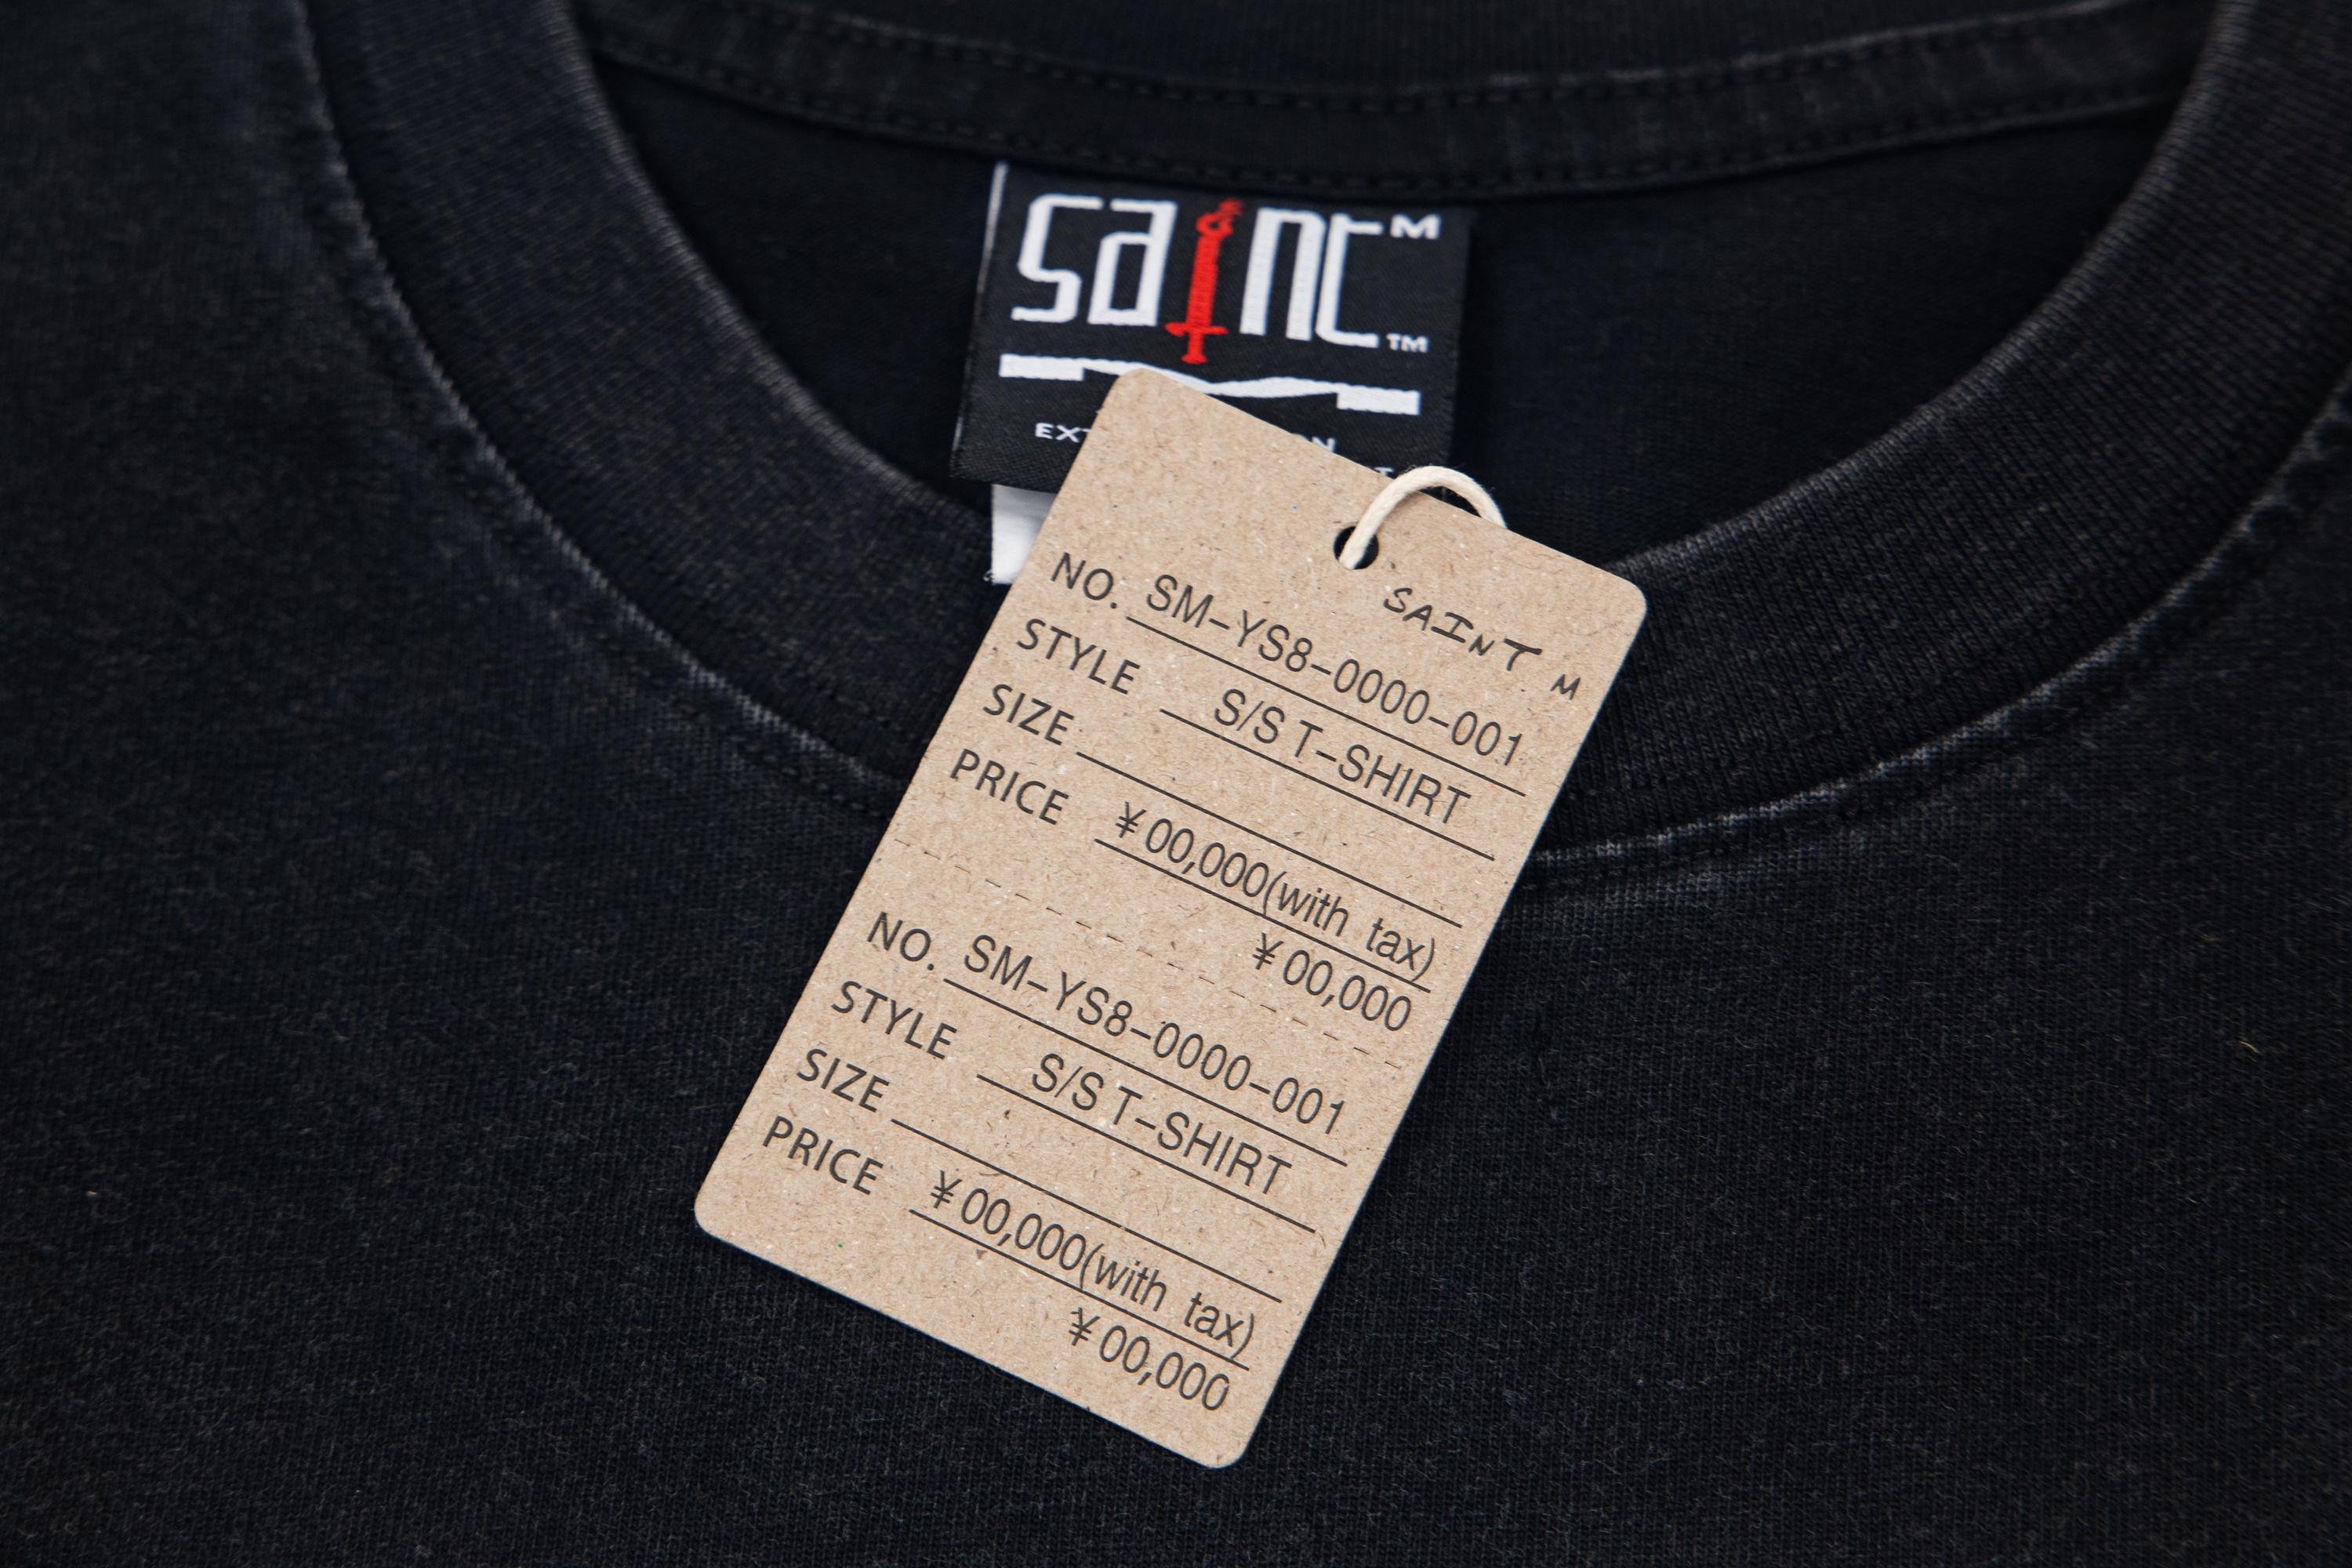 saint M
TM
SAINT M
NO. SM-YS8-0000-001
STYLE S/S T-SHIRT
SIZE
PRICE ¥00,000(with tax)
¥00,000
NO. SM-YS8-0000-001
STYLE S/S T-SHIRT
SIZE
PRICE ¥00,000(with tax)
¥00,000